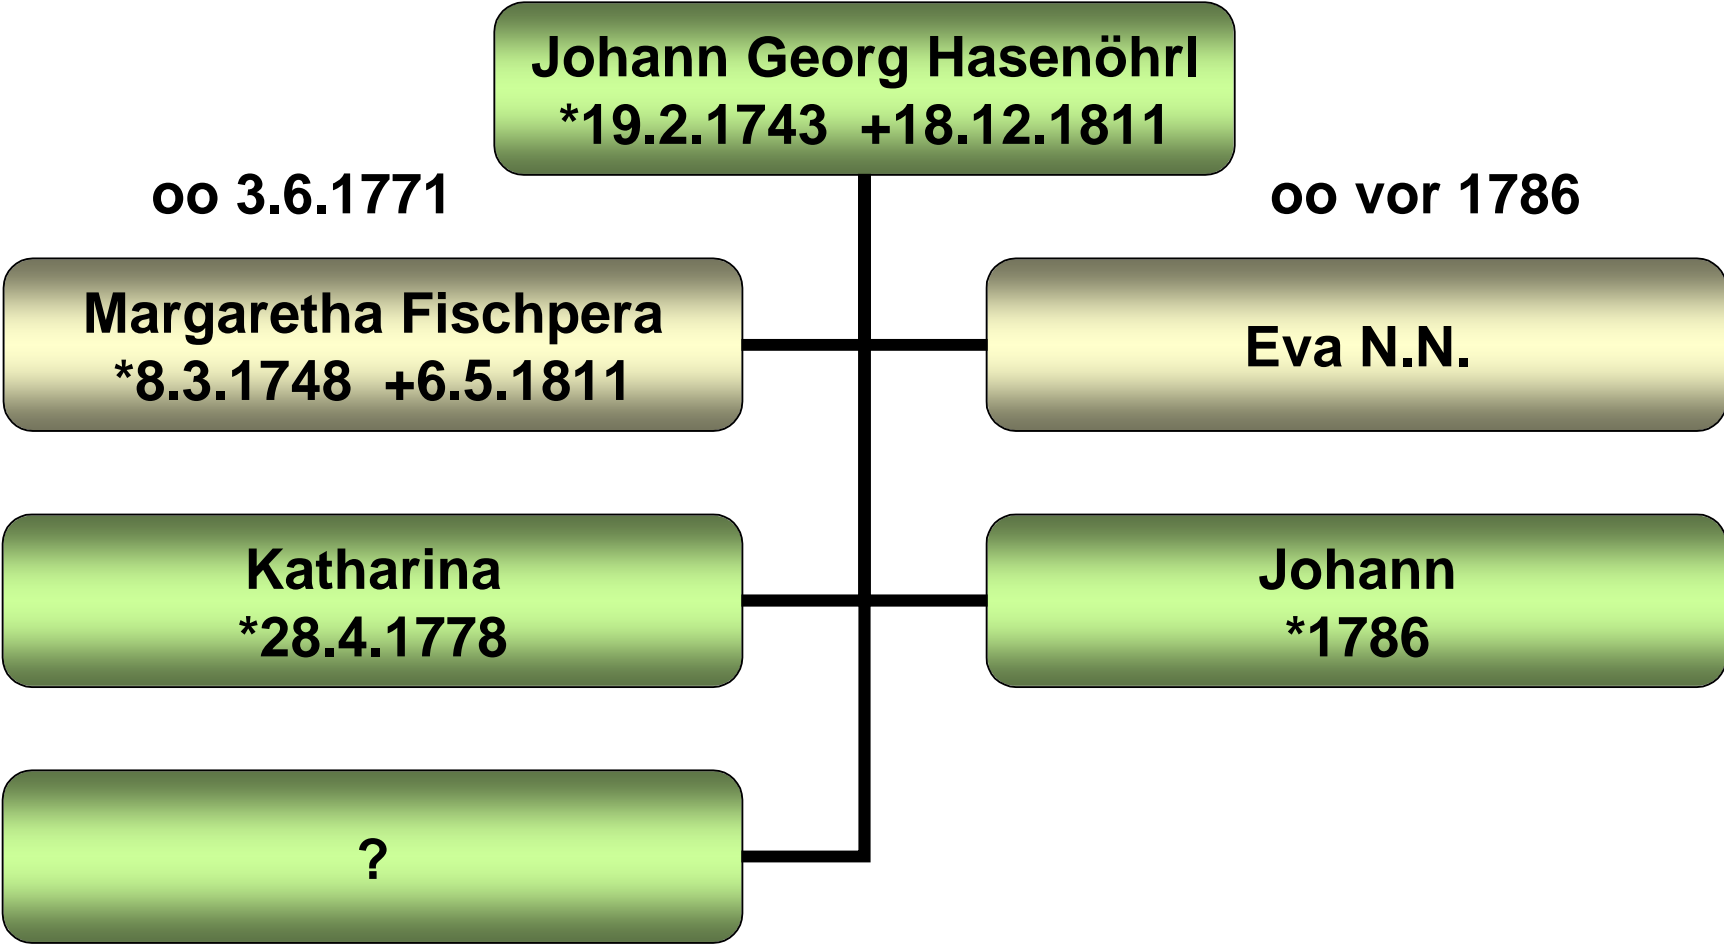 Johann Georg Hasenöhrl
*19.2.1743 +18.12.1811
oo 3.6.1771
oo vor 1786
Margaretha Fischpera
*8.3.1748 +6.5.1811
Eva N.N.
Katharina
*28.4.1778
Johann
*1786
?